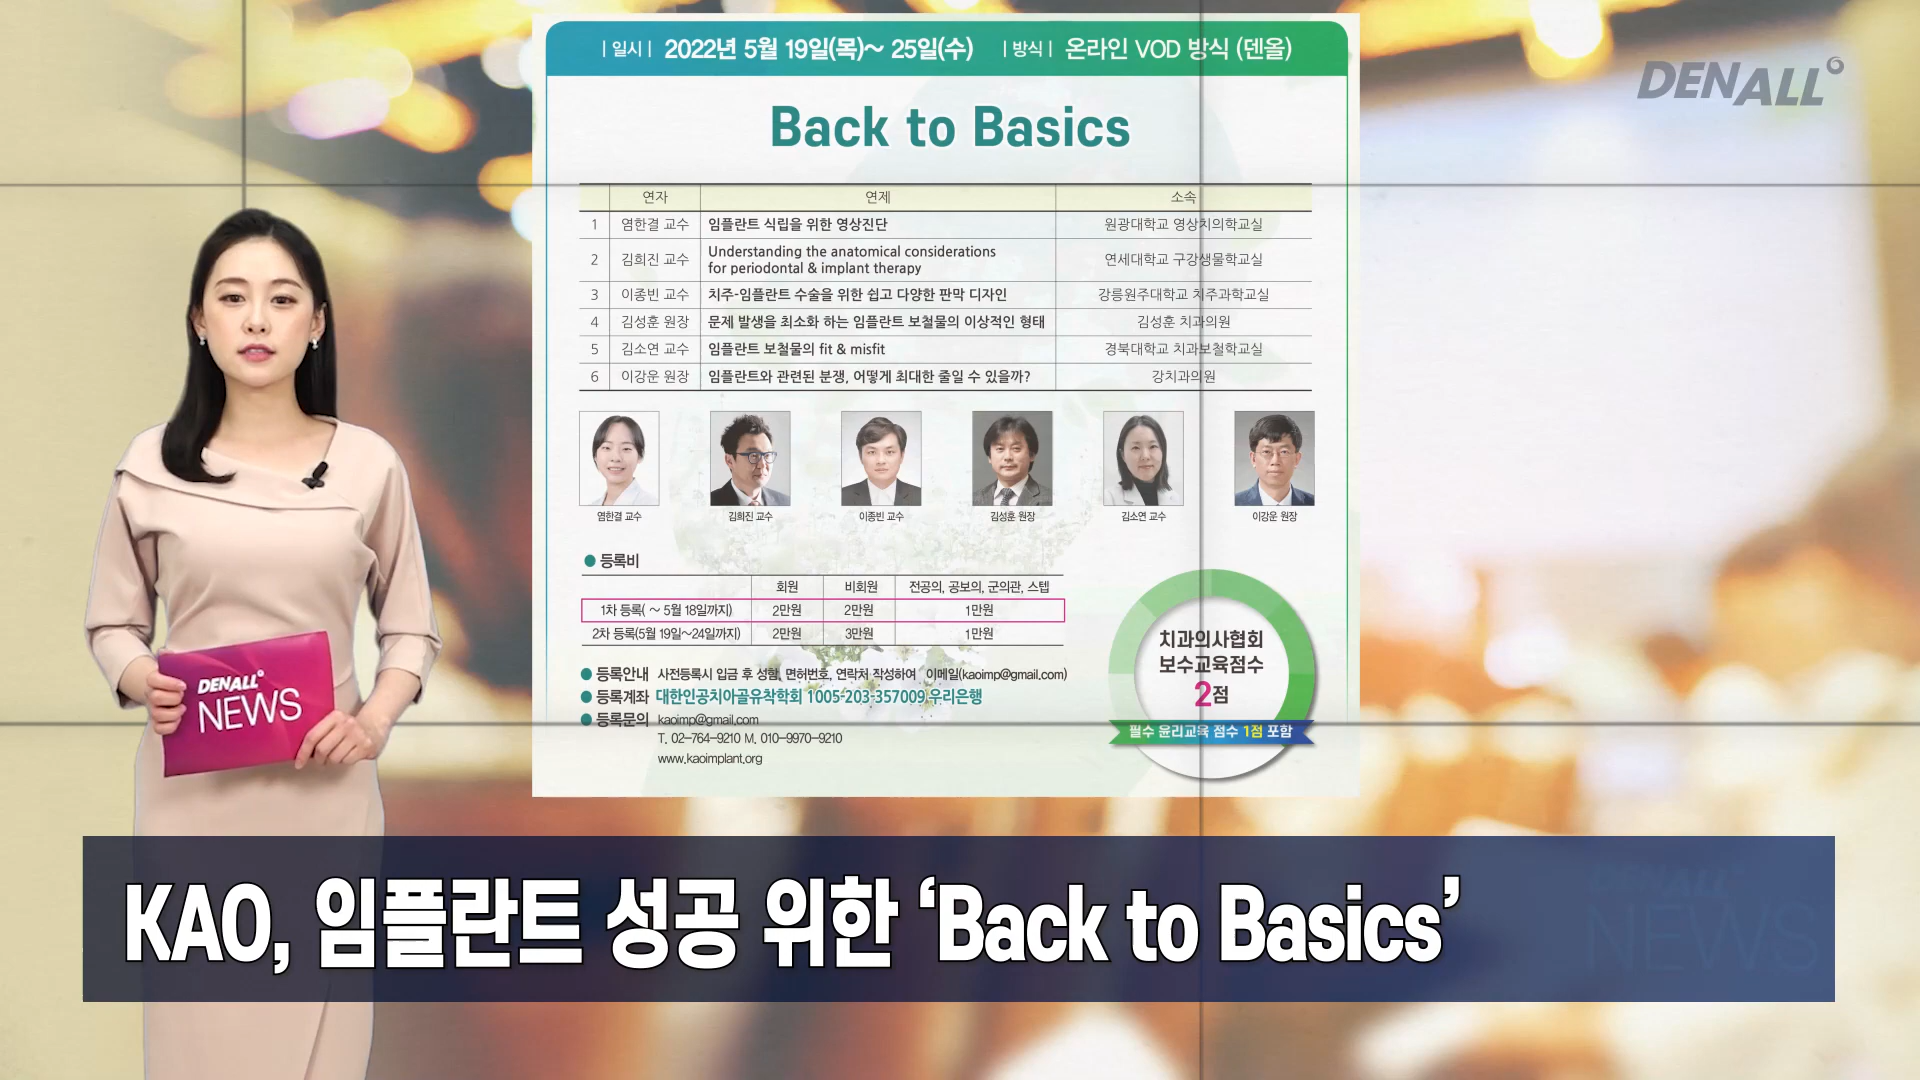 | 일시 | 2022년 5월 19일(목)~ 25일(수) | 방식 | 온라인 VOD 방식 (덴올)
DENALL
Back to Basics
연자 연제 소속
1 염한결 교수 임플란트 식립을 위한 영상진단 원광대학교 영상치의학교실
2 김희진 교수 Understanding the anatomical considerations for periodontal & implant therapy 연세대학교 구강생물학교실
3 이종빈 교수 치주-임플란트 수술을 위한 쉽고 다양한 판막 디자인 강릉원주대학교 치주과학교실
4 김성훈 원장 문제 발생을 최소화 하는 임플란트 보철물의 이상적인 형태 김성훈 치과의원
5 김소연 교수 임플란트 보철물의 fit & misfit 경북대학교 치과보철학교실
6 이강운 원장 임플란트와 관련된 분쟁, 어떻게 최대한 줄일 수 있을까? 강치과의원
염한결 교수 김희진 교수 이종빈 교수 김성훈 원장 김소연 교수 이강운 원장
● 등록비
회원 비회원 전공의, 공보의, 군의관, 스텝
1차 등록( ~ 5월 18일까지) 2만원 2만원 1만원
2차 등록(5월 19일~24일까지) 2만원 3만원 1만원
● 등록안내 사전등록시 입금 후 성함, 면허번호, 연락처 작성하여 이메일(kaoimp@gmail.com)
● 등록계좌 대한인공치아골유착학회 1005-203-357009 우리은행
● 등록문의 kaoimp@gmail.com
T. 02-764-9210 M. 010-9970-9210
www.kaoimplant.org
치과의사협회
보수교육점수
2점
필수 윤리교육 점수 1점 포함
DENALL
NEWS
KAO, 임플란트 성공 위한 ‘Back to Basics’
DENALL
NEWS